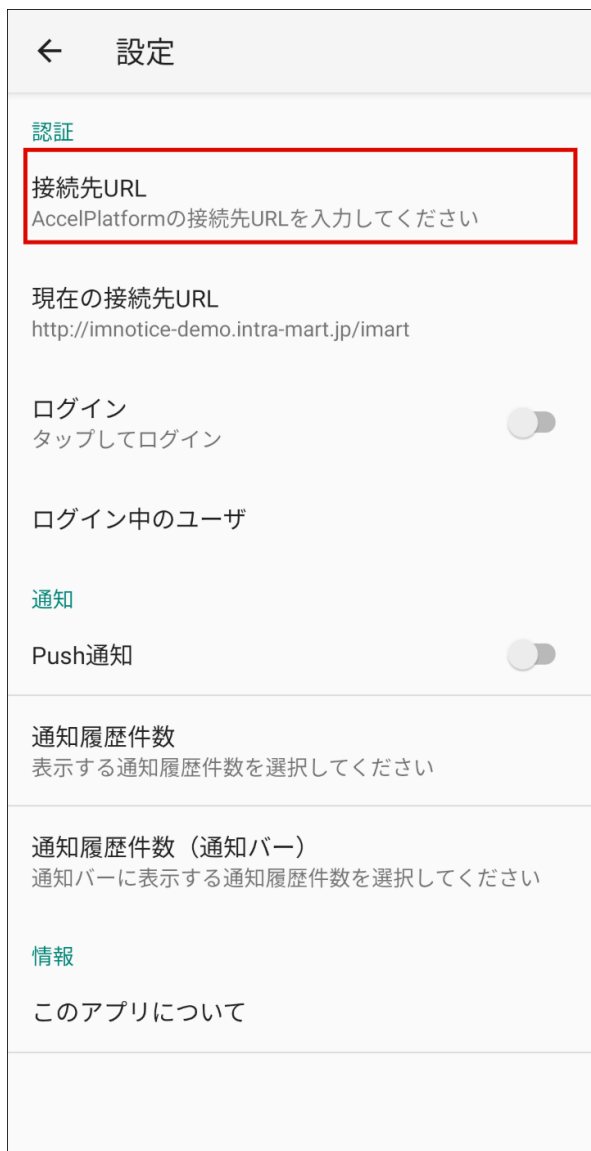 設定
認証
接続先URL
AccelPlatformの接続先URLを入力してください
現在の接続先URL
http://imnotice-demo.intra-mart.jp/imart
ログイン
タップしてログイン
ログイン中のユーザ
通知
Push通知
通知履歴件数
表示する通知履歴件数を選択してください
通知履歴件数（通知バー）
通知バーに表示する通知履歴件数を選択してください
情報
このアプリについて